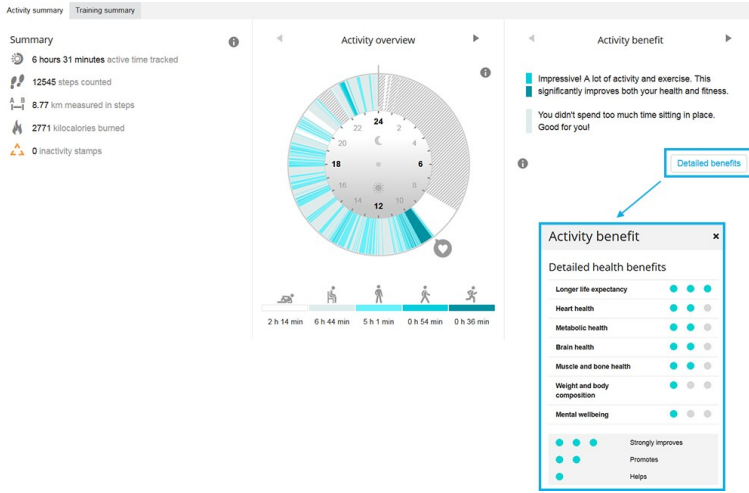 Activity summary
Training summary
Summary
6 hours 31 minutes active time tracked
12545 steps counted
A B
8.77 km measured in steps
2771 kilocalories burned
0 inactivity stamps
Activity overview
24
22
2
20
4
18
6
16
8
14
10
12
2 h 14 min
6 h 44 min
5 h 1 min
0 h 54 min
0 h 36 min
Activity benefit
Impressive! A lot of activity and exercise. This
significantly improves both your health and fitness.
You didn't spend too much time sitting in place.
Good for you!
Detailed benefits
Activity benefit
×
Detailed health benefits
Longer life expectancy
Heart health
Metabolic health
Brain health
Muscle and bone health
Weight and body
composition
Mental wellbeing
Strongly improves
Promotes
Helps